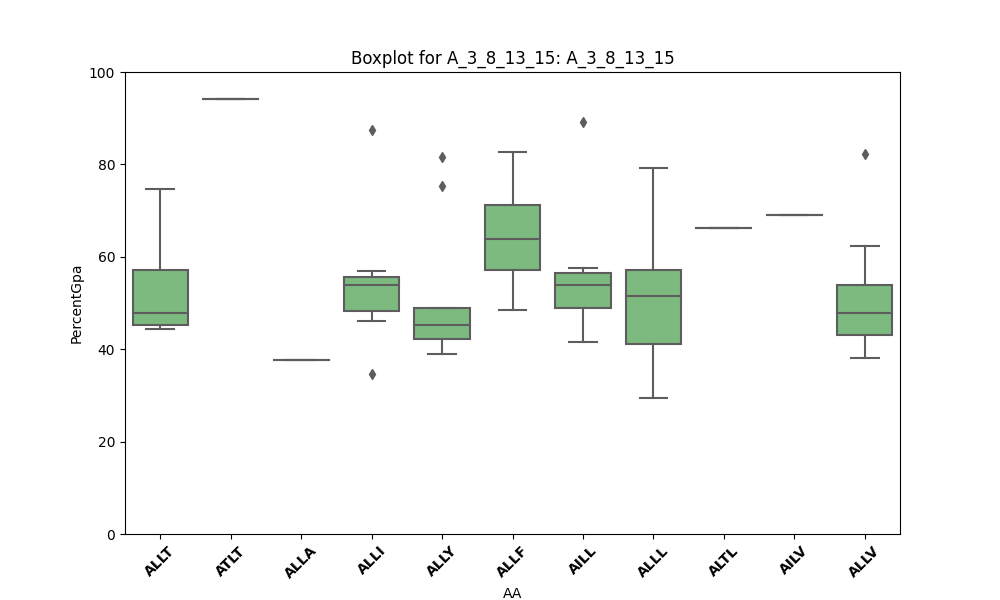 Boxplot for A_3_8_13_15: A_3_8_13_15
100
80
60
40
20
0
PercentGpa
ALLT ATLT ALLA ALLI ALLY ALLF AILL ALLL ALTL AILV ALLV
AA